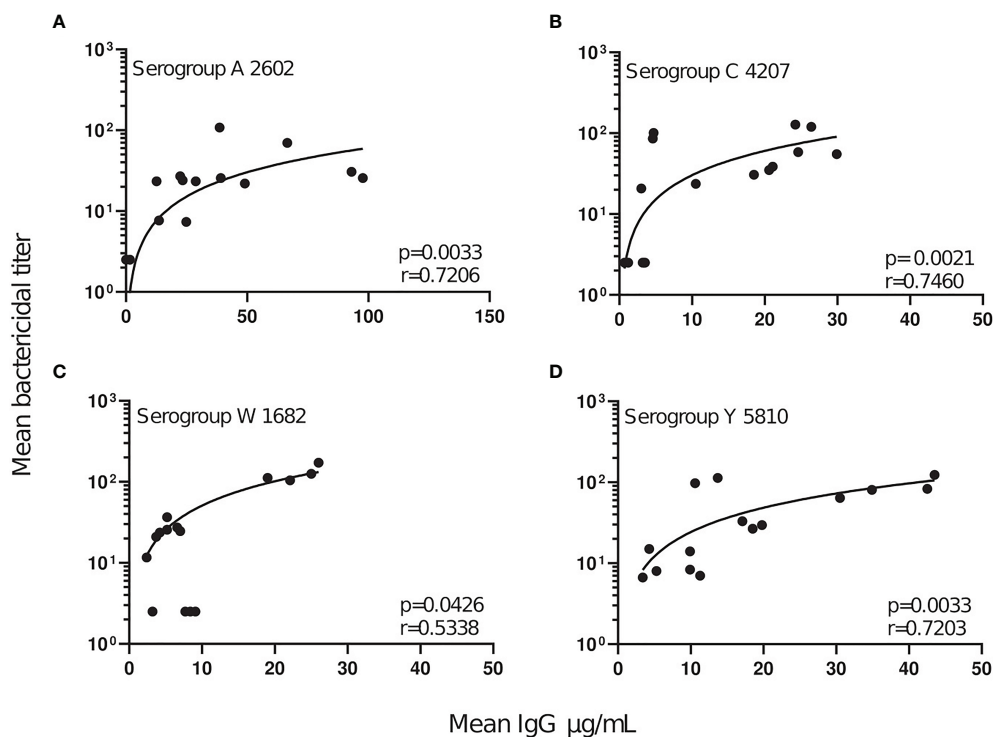 A
B
10³
Serogroup A 2602
10²
10¹
10⁰
p=0.0033
r=0.7206
0
50
100
150
10³
Serogroup C 4207
10²
10¹
10⁰
p= 0.0021
r=0.7460
0
10
20
30
40
50
Mean bactericidal titer
C
D
10³
Serogroup W 1682
10²
10¹
10⁰
p=0.0426
r=0.5338
0
10
20
30
40
50
10³
Serogroup Y 5810
10²
10¹
10⁰
p=0.0033
r=0.7203
0
10
20
30
40
50
Mean IgG µg/mL